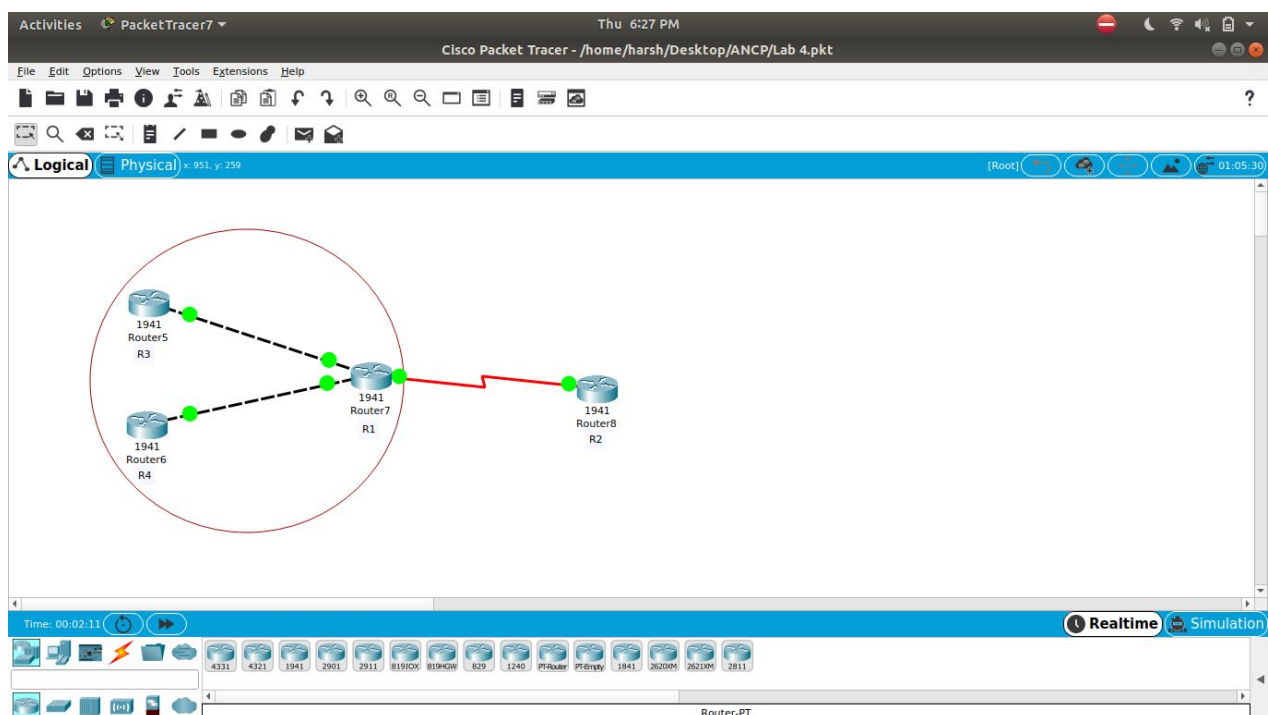 Activities PacketTracer7 Thu 6:27 PM
Cisco Packet Tracer - /home/harsh/Desktop/ANCP/Lab 4.pkt
File Edit Options View Tools Extensions Help
?
Logical Physical x: 951, y: 259 [Root] 01:05:30
1941
Router5
R3
1941
Router7
R1
1941
Router8
R2
1941
Router6
R4
Time: 00:02:11 Realtime Simulation
4331 4321 1941 2901 2911 819IOX 819HGW 829 1240 PT-Router PT-Empty 1841 2620XM 2621XM 2811
Router-PT